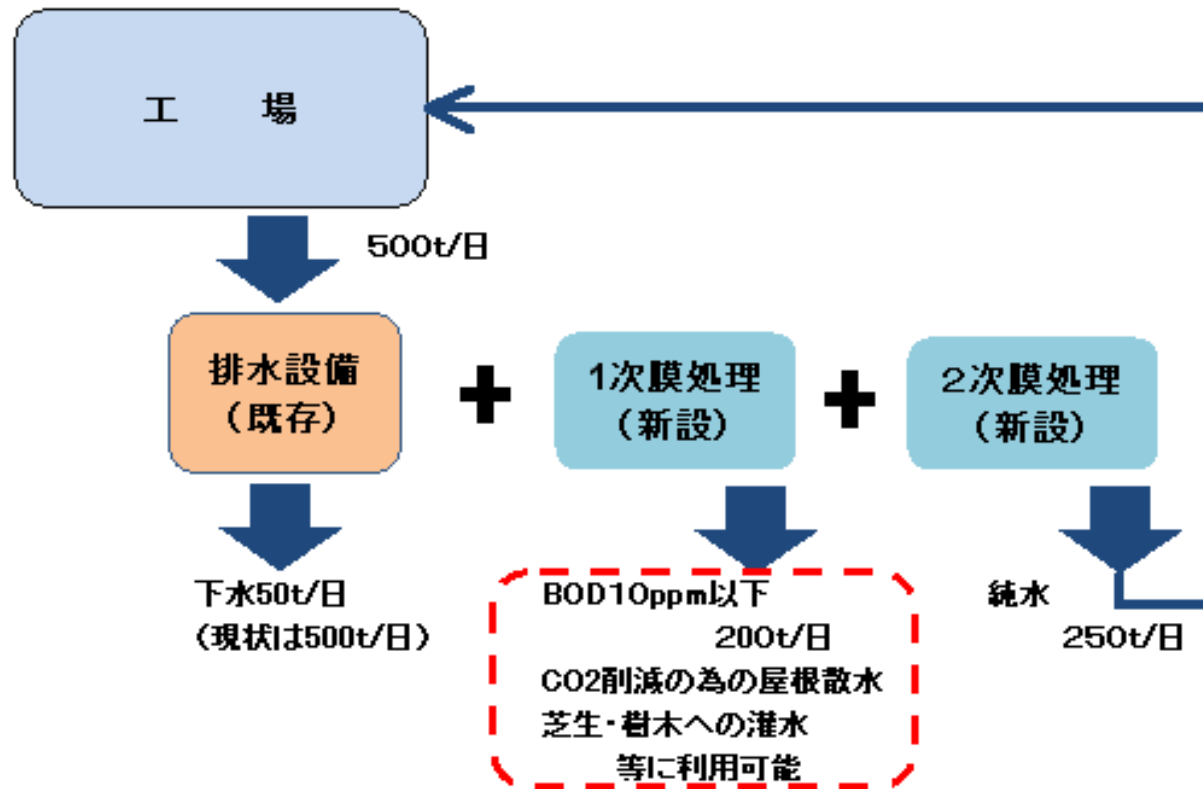 工 場
500t/日
排水設備
（既存）
＋
1次膜処理
（新設）
＋
2次膜処理
（新設）
下水50t/日
（現状は500t/日）
BOD10ppm以下
200t/日
CO2削減の為の屋根散水
芝生・樹木への灌水
等に利用可能
純水
250t/日